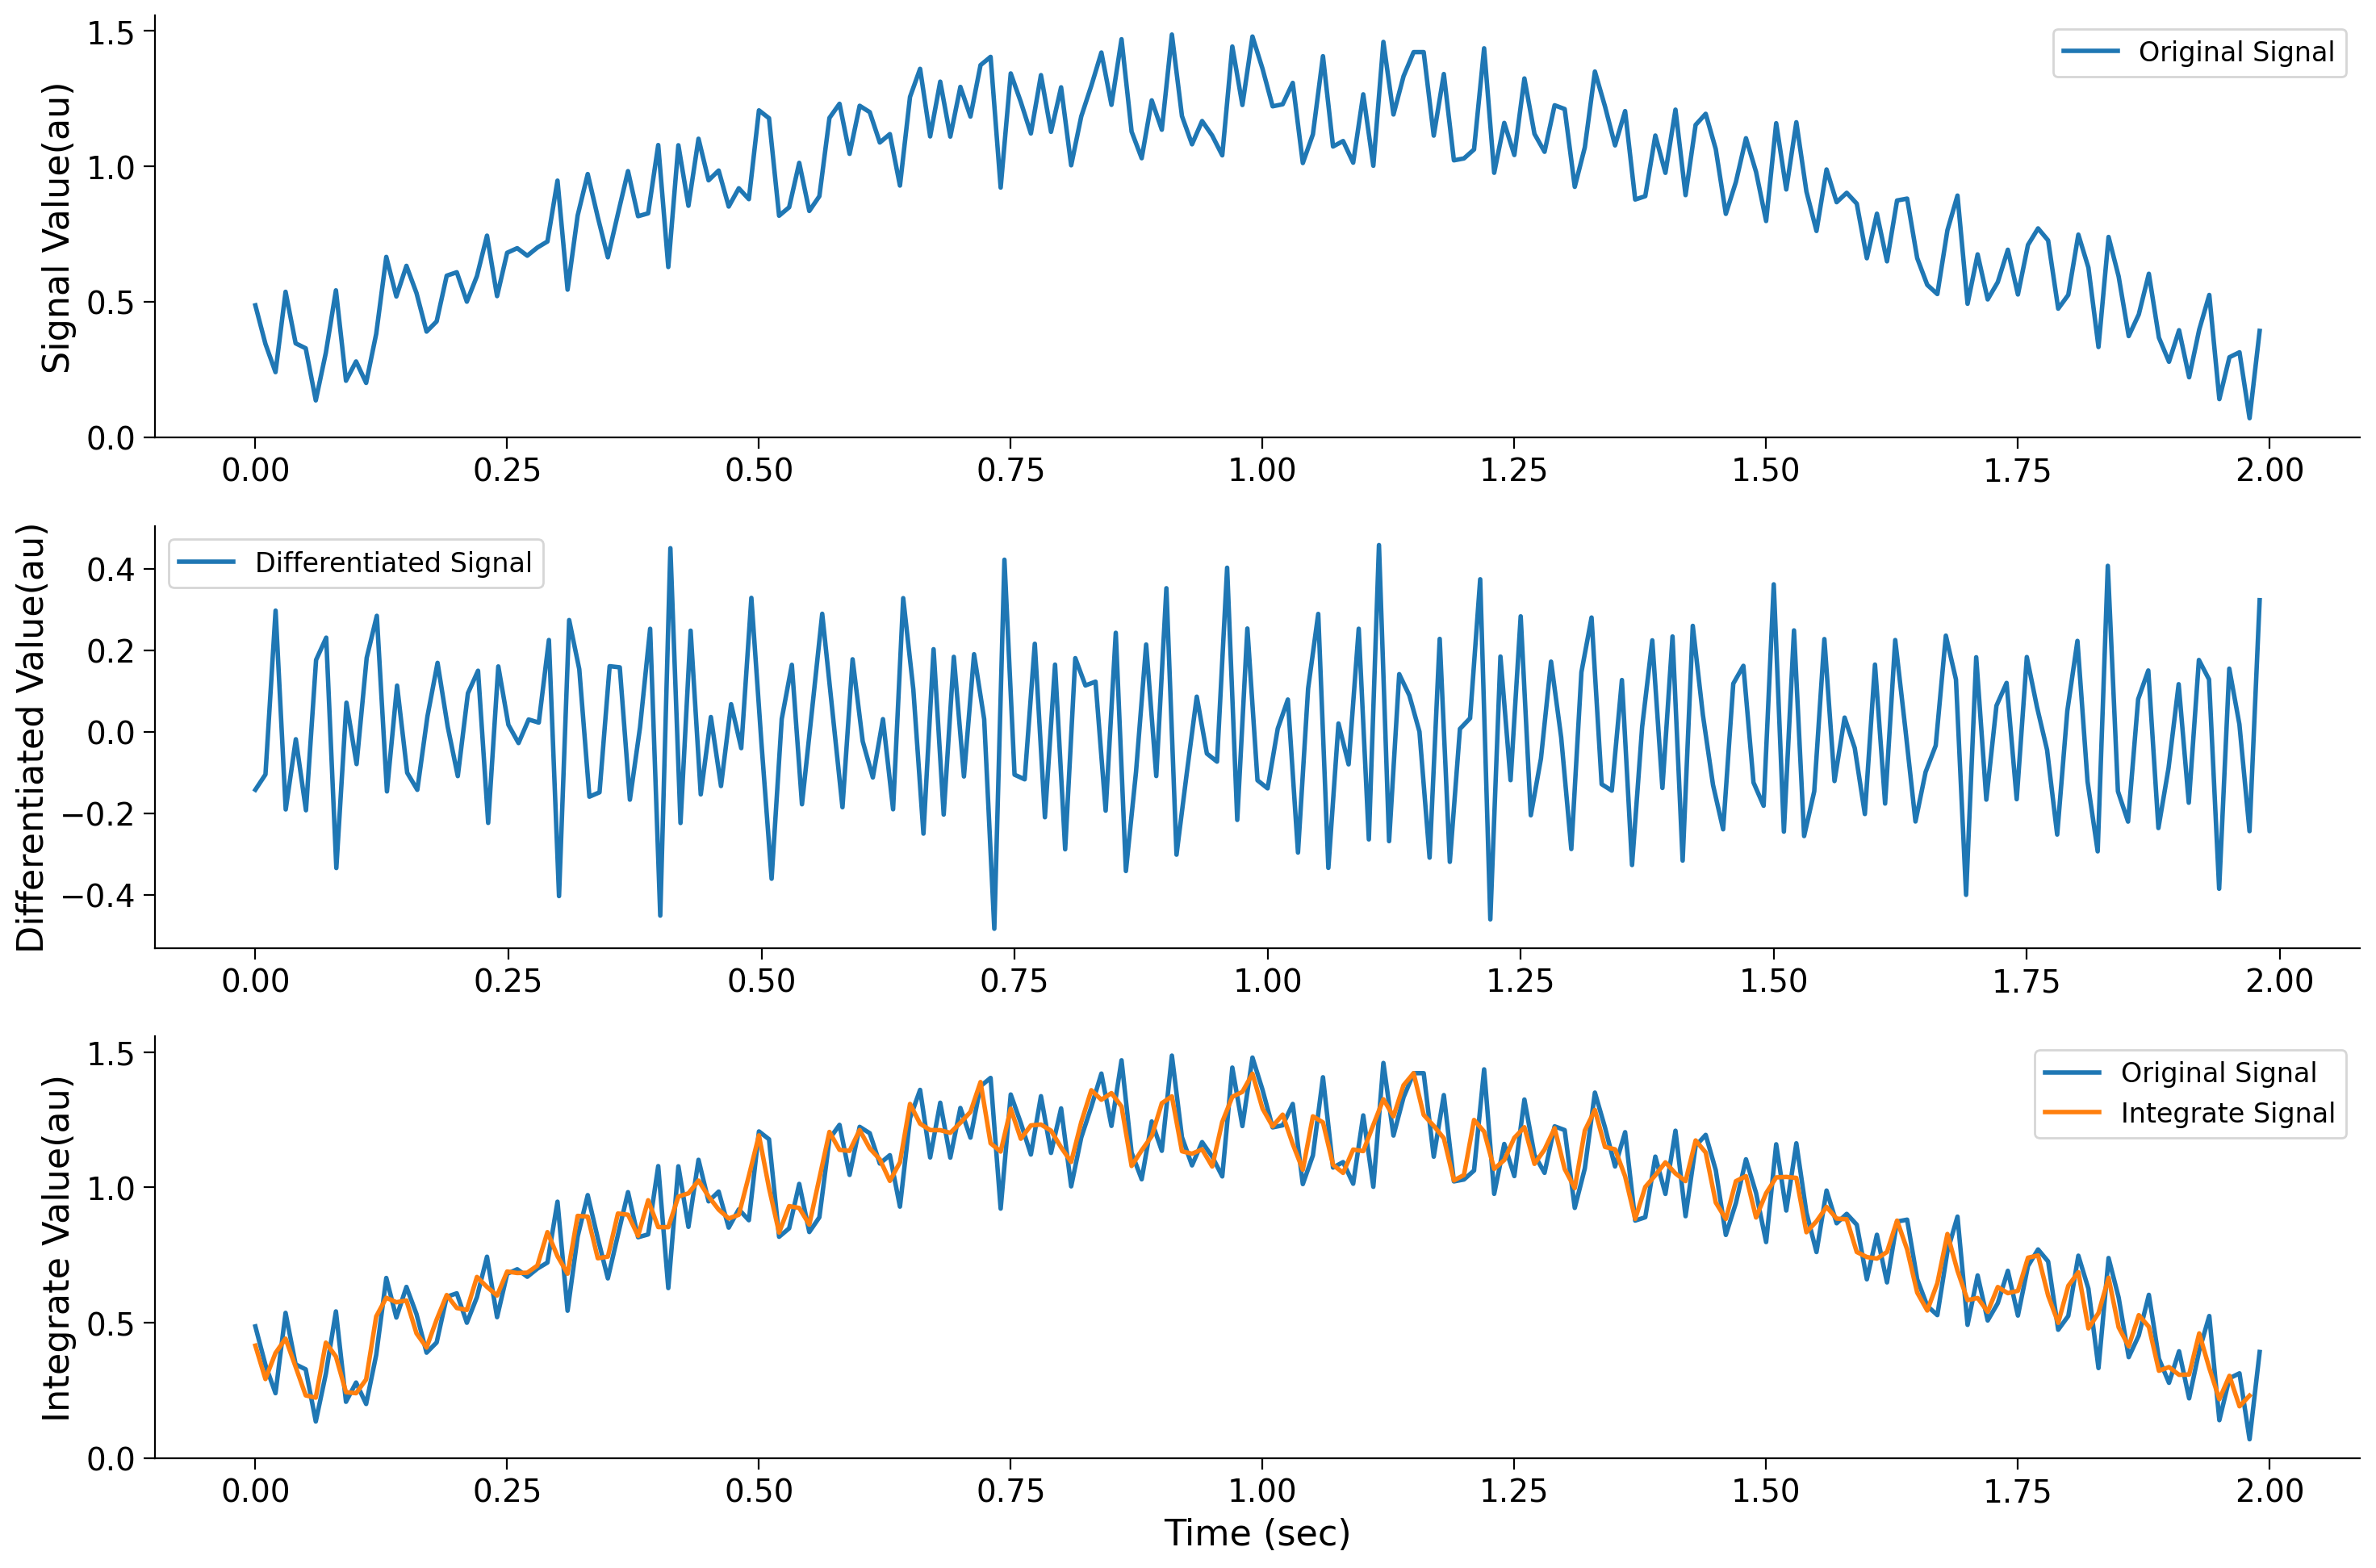 Signal Value(au)
1.5
1.0
0.5
0.0
Original Signal
0.00 0.25 0.50 0.75 1.00 1.25 1.50 1.75 2.00
Differentiated Value(au)
0.4
0.2
0.0
−0.2
−0.4
Differentiated Signal
0.00 0.25 0.50 0.75 1.00 1.25 1.50 1.75 2.00
Integrate Value(au)
1.5
1.0
0.5
0.0
Original Signal
Integrate Signal
0.00 0.25 0.50 0.75 1.00 1.25 1.50 1.75 2.00
Time (sec)